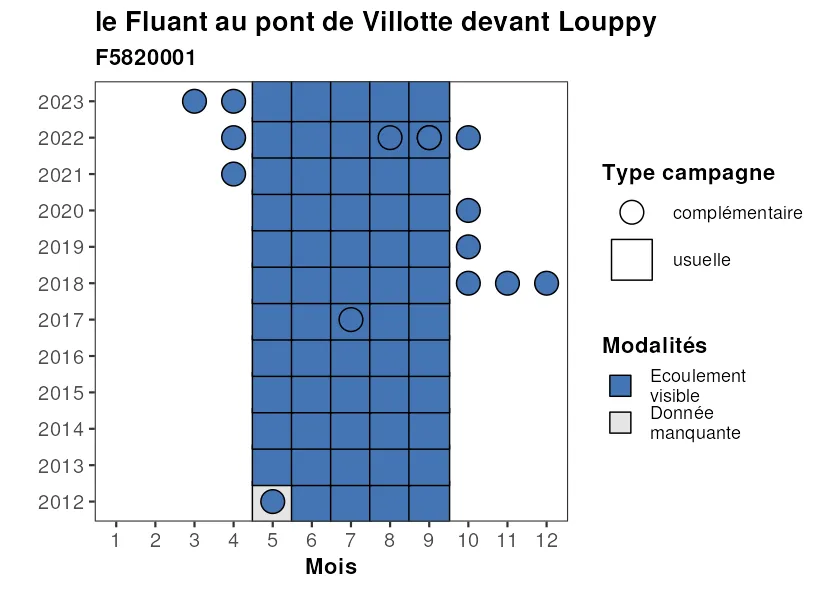 le Fluant au pont de Villotte devant Louppy
F5820001
2023
2022
2021
2020
2019
2018
2017
2016
2015
2014
2013
2012
1 2 3 4 5 6 7 8 9 10 11 12
Mois
Type campagne
complémentaire
usuelle
Modalités
Ecoulement
visible
Donnée
manquante